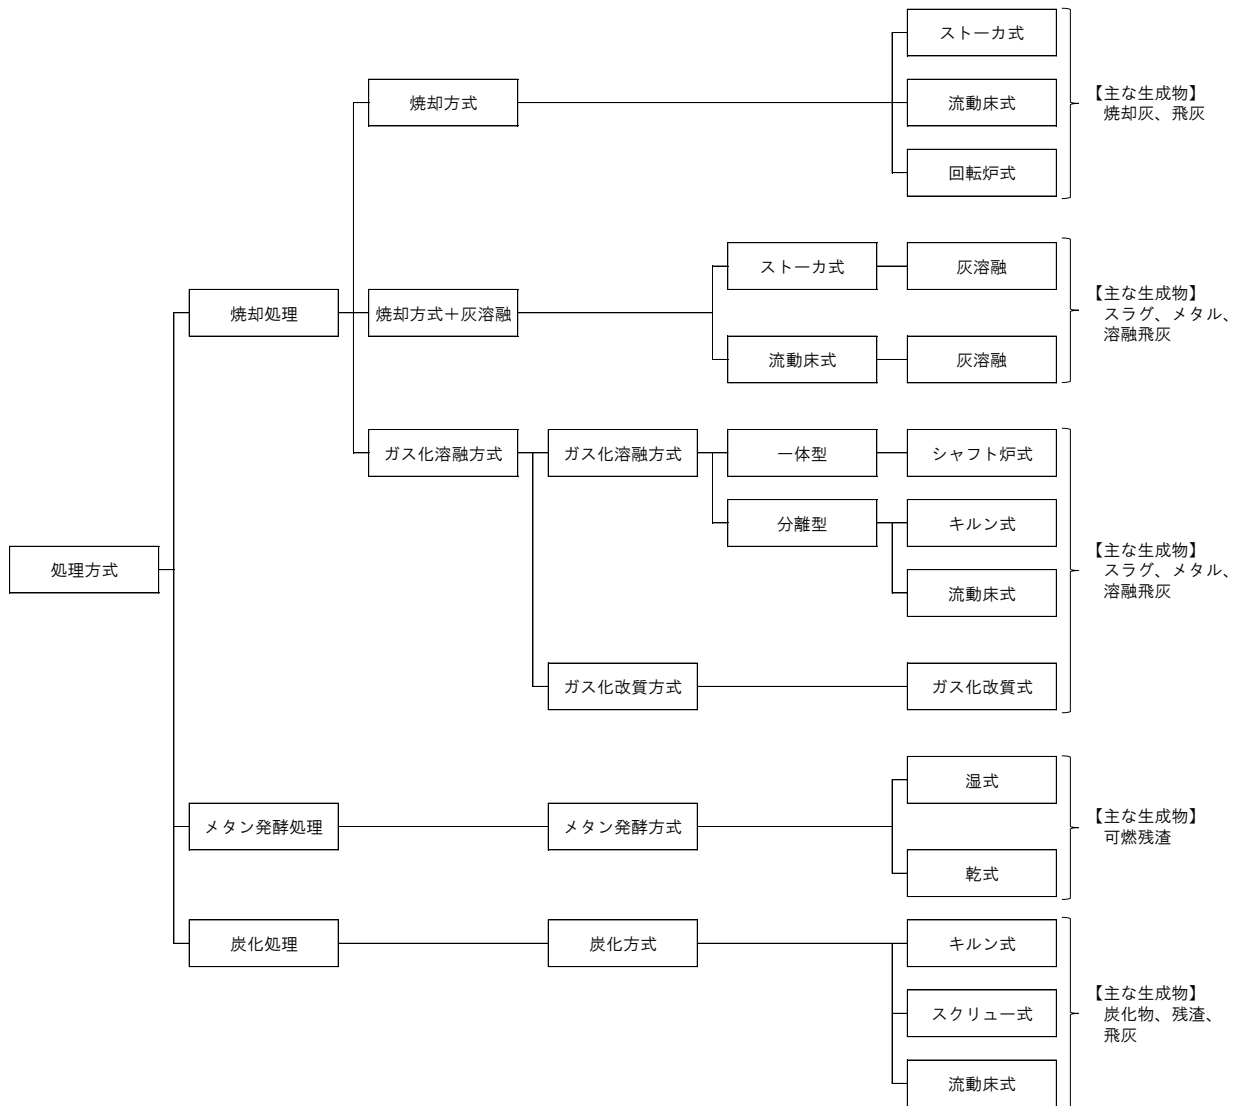 ストーカ式
焼却方式
流動床式
【主な生成物】
焼却灰、飛灰
回転炉式
ストーカ式
灰溶融
焼却処理
焼却方式＋灰溶融
【主な生成物】
スラグ、メタル、
溶融飛灰
流動床式
灰溶融
ガス化溶融方式
ガス化溶融方式
一体型
シャフト炉式
分離型
キルン式
処理方式
流動床式
【主な生成物】
スラグ、メタル、
溶融飛灰
ガス化改質方式
ガス化改質式
湿式
メタン発酵処理
メタン発酵方式
【主な生成物】
可燃残渣
乾式
炭化処理
炭化方式
キルン式
スクリュー式
【主な生成物】
炭化物、残渣、
飛灰
流動床式